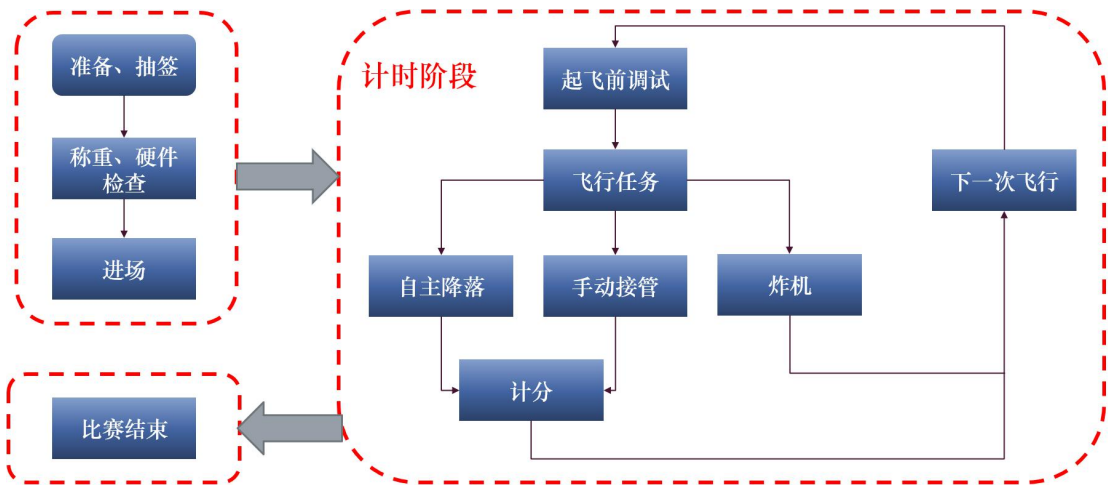 准备、抽签
称重、硬件
检查
进场
计时阶段
起飞前调试
飞行任务
下一次飞行
自主降落
手动接管
炸机
计分
比赛结束